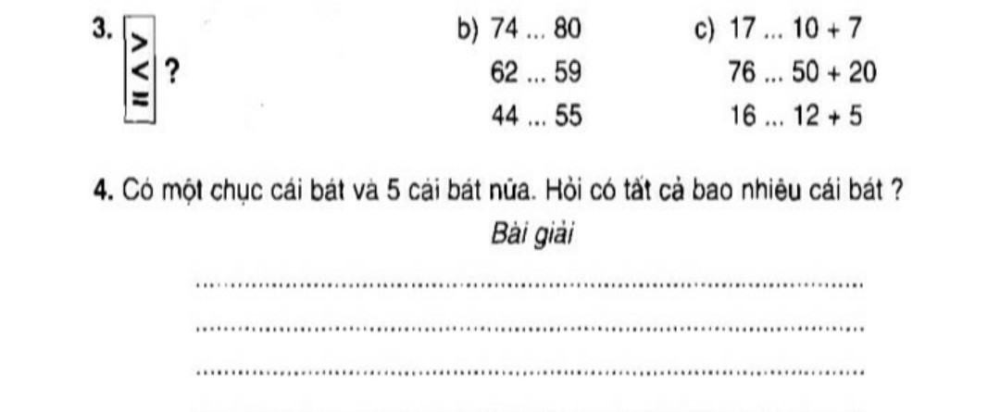 3. > < = ?
b) 74 ... 80
62 ... 59
44 ... 55
c) 17 ... 10 + 7
76 ... 50 + 20
16 ... 12 + 5
4. Có một chục cái bát và 5 cái bát nữa. Hỏi có tất cả bao nhiêu cái bát ?
Bài giải